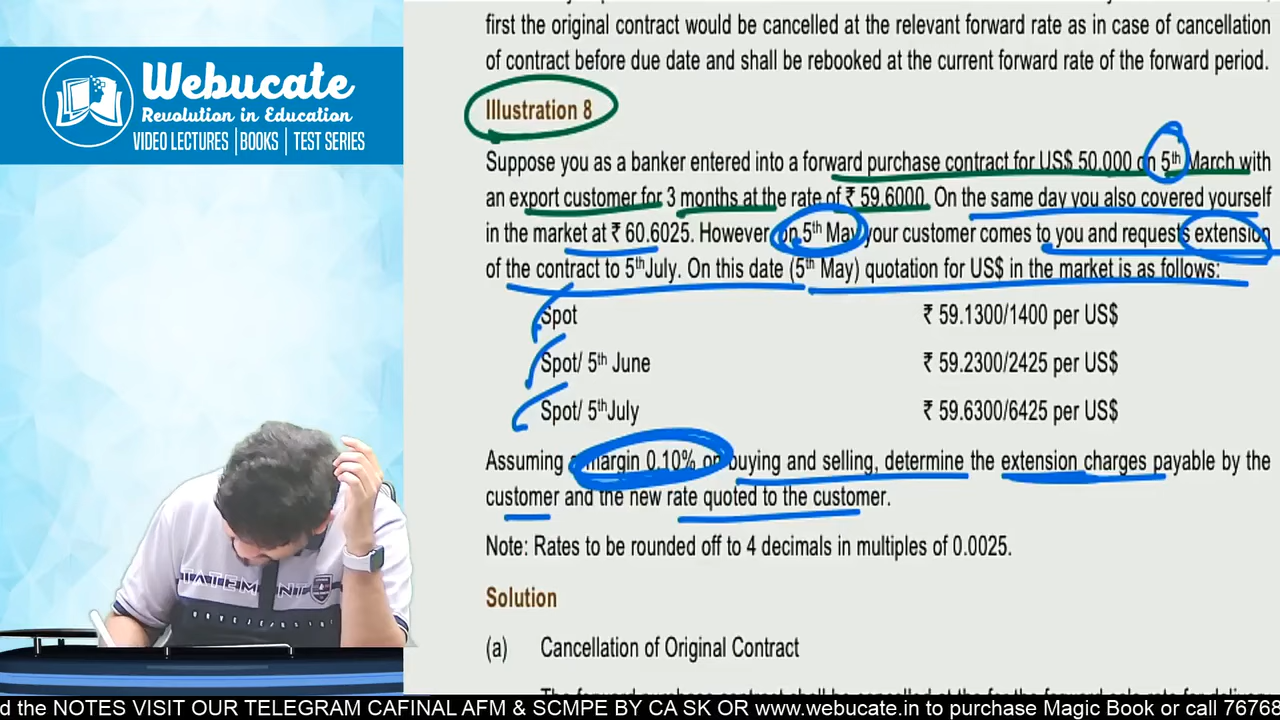 Webucate
Revolution in Education
VIDEO LECTURES | BOOKS | TEST SERIES
first the original contract would be cancelled at the relevant forward rate as in case of cancellation
of contract before due date and shall be rebooked at the current forward rate of the forward period.
Illustration 8
Suppose you as a banker entered into a forward purchase contract for US$ 50,000 on 5th March with
an export customer for 3 months at the rate of ₹ 59.6000. On the same day you also covered yourself
in the market at ₹ 60.6025. However on 5th May your customer comes to you and requests extension
of the contract to 5thJuly. On this date (5th May) quotation for US$ in the market is as follows:
Spot ₹ 59.1300/1400 per US$
Spot/ 5th June ₹ 59.2300/2425 per US$
Spot/ 5thJuly ₹ 59.6300/6425 per US$
Assuming a margin 0.10% on buying and selling, determine the extension charges payable by the
customer and the new rate quoted to the customer.
Note: Rates to be rounded off to 4 decimals in multiples of 0.0025.
Solution
(a) Cancellation of Original Contract
TATEMENT
d the NOTES VISIT OUR TELEGRAM CAFINAL AFM & SCMPE BY CA SK OR www.webucate.in to purchase Magic Book or call 76768